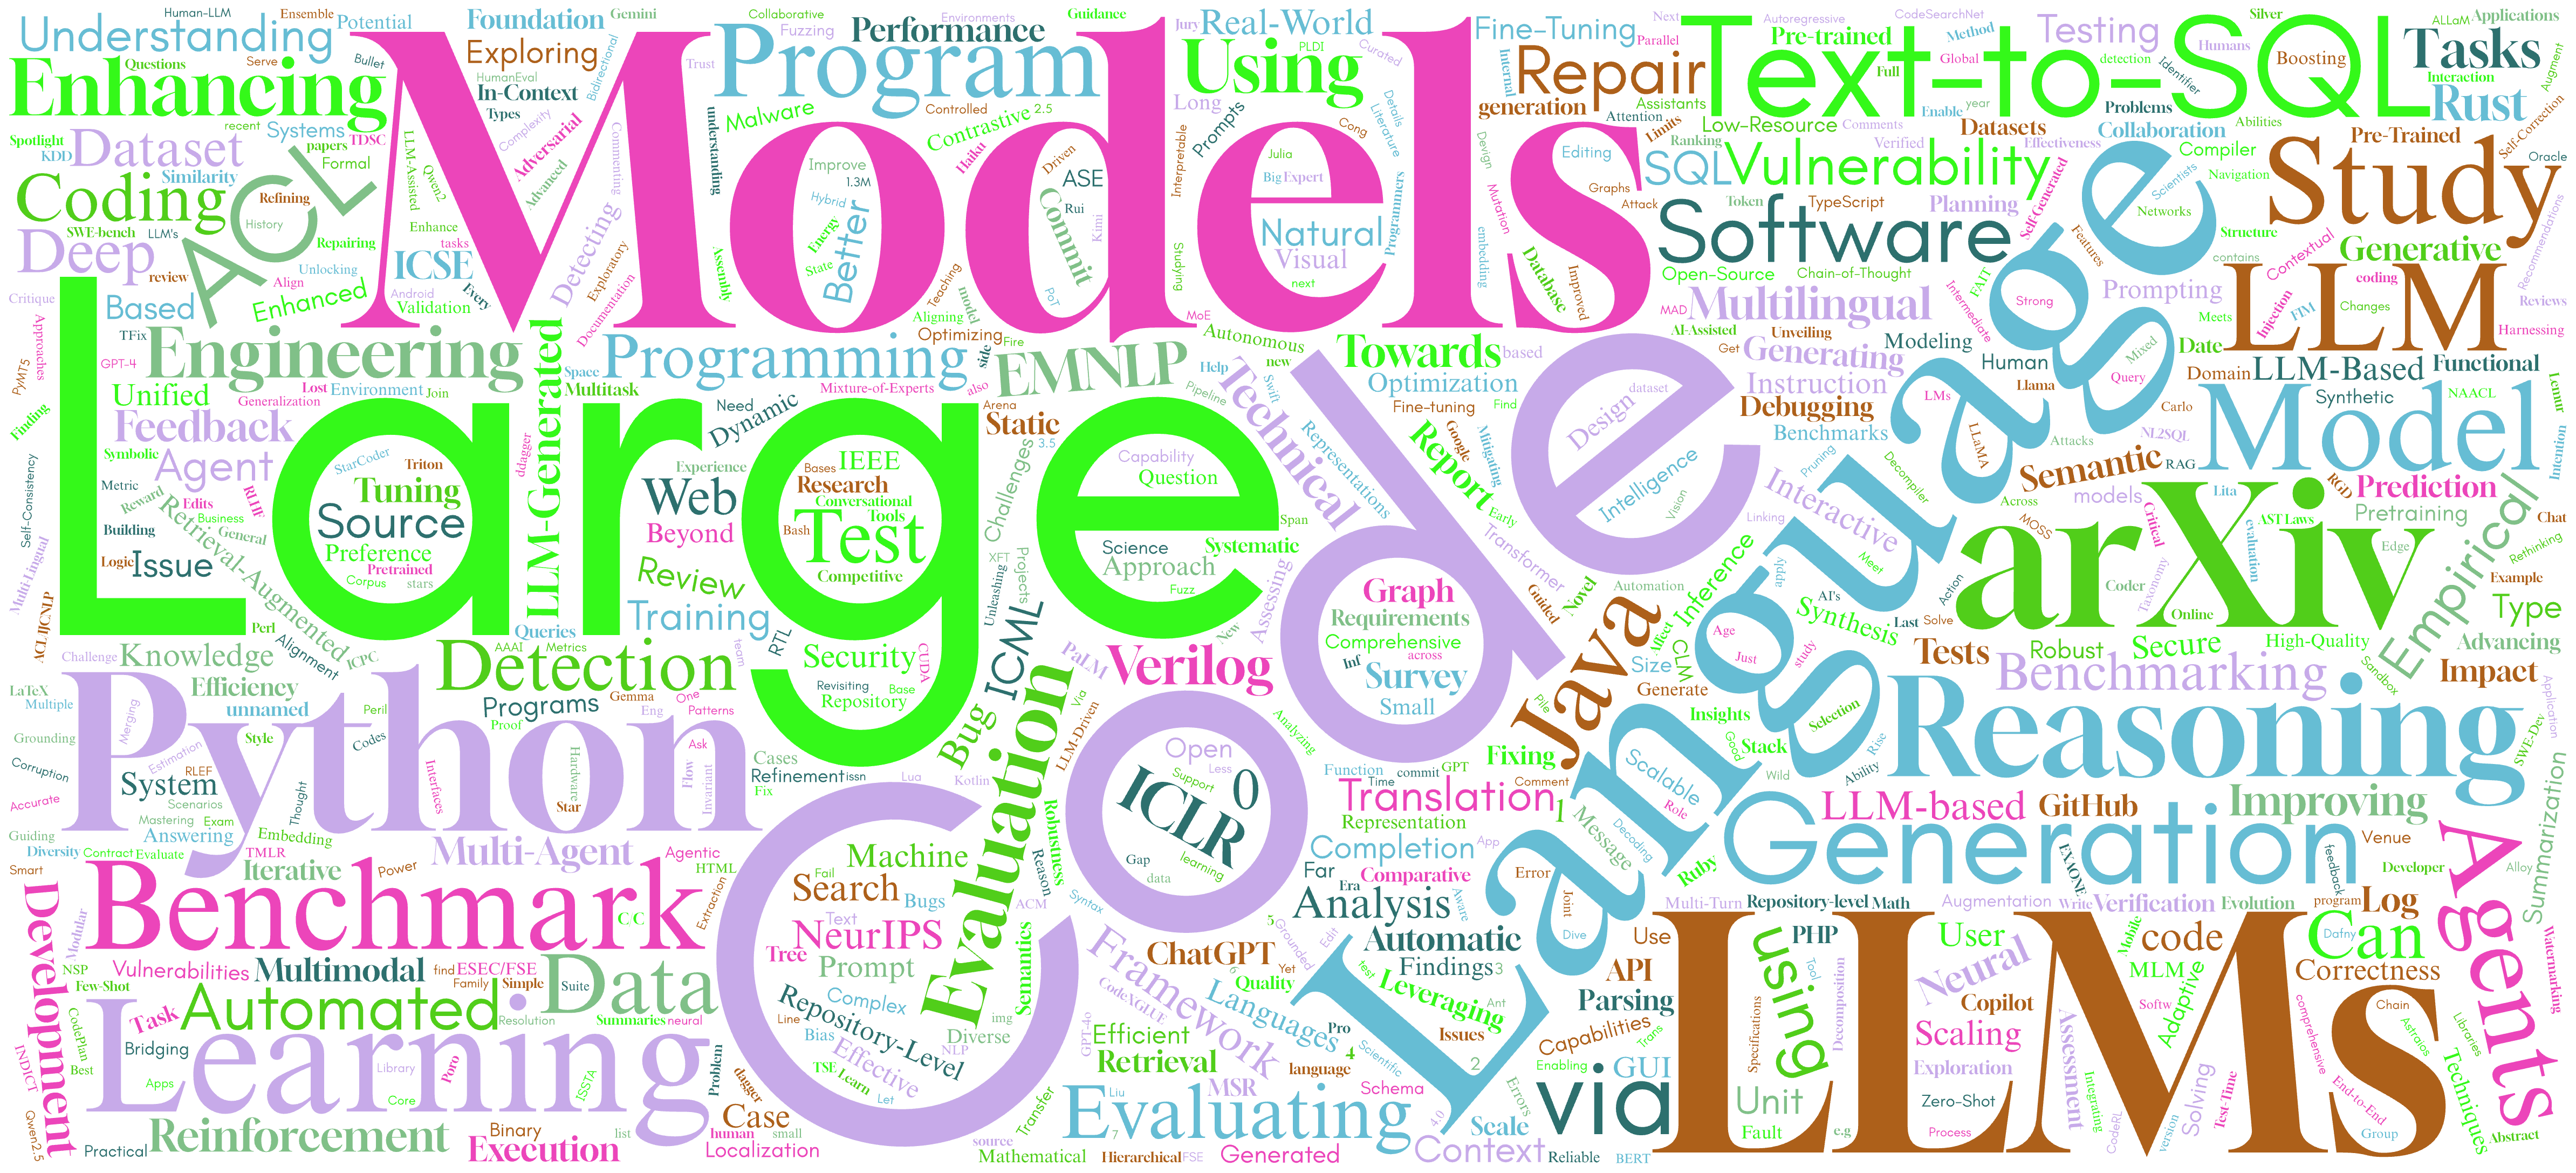 Models
Large
Code
Language
LLMs
Python
Learning
Benchmark
Reasoning
Generation
Text-to-SQL
Program
Study
LLM
Model
arXiv
Agents
Software
Evaluating
Evaluation
via
Java
Data
Enhancing
Engineering
Programming
Understanding
Detection
Automated
Using
using
Repair
Vulnerability
ACL
EMNLP
ICLR
ICML
ICSE
NeurIPS
ASE
IEEE
MSR
ESEC/FSE
TMLR
AAAI
NAACL
KDD
TDSC
PLDI
ISSTA
ICPC
TSE
ACM
FSE
NLP
Coding
Deep
Dataset
Foundation
Exploring
In-Context
Performance
Real-World
Fine-Tuning
Pre-trained
Testing
Tasks
Rust
Collaboration
Compiler
Pre-Trained
Datasets
Problems
Low-Resource
SQL
Multilingual
Planning
Prompting
Generative
Generating
Modeling
Human
LLM-Based
Functional
Domain
Synthetic
Instruction
Debugging
Benchmarks
Semantic
RAG
Prediction
Pretraining
Interactive
models
Inference
Synthesis
Tests
Robust
Secure
High-Quality
Type
Empirical
Advancing
Impact
Benchmarking
Size
Generate
Insights
Stack
Scalable
Selection
Fixing
Translation
Representation
Completion
Comparative
Analysis
Automatic
Findings
Leveraging
Languages
Framework
ChatGPT
Quality
Efficient
Retrieval
Context
Scale
Schema
Generated
Mathematical
Hierarchical
Reliable
BERT
GUI
API
Use
Parsing
Capabilities
PHP
Unit
Fault
User
Neural
Copilot
Scaling
Exploration
Zero-Shot
Process
MLM
Adaptive
Assessment
Solving
Test-Time
code
Can
Log
Correctness
Techniques
Abstract
Summarization
Improving
GitHub
LLM-based
Verification
Evolution
Augmentation
Repository-level
Math
Multi-Turn
Ruby
Message
Error
Natural
Visual
Editing
Better
Commit
Improve
1.3M
Hybrid
Energy
State
Rui
Kimi
Driven
Julia
Big
Expert
next
Database
Improved
Contrastive
2.5
Malware
Fuzzing
Collaborative
Environments
Guidance
Controlled
Haiku
Prompts
Long
Trust
Adversarial
Advanced
Complexity
Types
HumanEval
Bidirectional
Gemini
Potential
Ensemble
Human-LLM
Bullet
Serve
Questions
recent
papers
Systems
Similarity
Spotlight
SWE-bench
LLM's
Refining
History
Formal
Repairing
Unlocking
Align
Enhanced
Enhance
tasks
Every
Android
Validation
Detecting
Exploratory
Documentation
Commenting
LLM-Assisted
Qwen2
Based
review
TFix
Critique
Approaches
PyMT5
GPT-4
Unified
Feedback
Agent
Symbolic
Metric
Reward
Edits
Business
General
RLHF
Building
Logic
Issue
Retrieval-Augmented
Self-Consistency
Multi-Lingual
Finding
Lost
Generalization
Environment
Join
Space
Multitask
LLM-Generated
ddagger
Need
Dynamic
Experience
Web
Beyond
Review
Training
Queries
Metrics
Perl
Alignment
Knowledge
Challenge
Efficiency
unnamed
StarCoder
Triton
Tuning
Source
Preference
Pretrained
Corpus
stars
Bases
Research
Conversational
Tools
Bash
Test
Competitive
Security
Revisiting
Base
Repository
CUDA
RTL
team
Static
Arena
3.5
Challenges
XFT
Projects
Unleashing
Capability
Question
Span
Science
Approach
Fuzz
Systematic
Mixture-of-Experts
also
Optimizing
Fire
side
Aligning
model
Teaching
Autonomous
MoE
Help
new
Swift
Pipeline
Technical
Report
Representations
Towards
based
Optimization
Fine-tuning
Find
Google
Mitigating
Early
Transformer
Novel
Guided
Design
dataset
Intelligence
Vision
Graph
Requirements
Comprehensive
across
Inf
Survey
Small
Verilog
PaLM
Via
Bug
LLM-Driven
Assessing
New
Analyzing
Open
Less
Support
0
Gap
data
learning
Function
Time
commit
GPT
Comment
1
Far
Era
App
Aware
Robustness
Reason
Syntax
Semantics
Machine
Fail
Search
Bugs
Text
Tree
Prompt
Complex
Line
Bias
Repository-Level
Effective
Learn
Let
Diverse
img
Cases
Refinement
issn
Fix
Lua
Kotlin
Programs
Proof
Gemma
One
Eng
Patterns
Ask
Flow
Invariant
Hardware
Star
Interfaces
Codes
Peril
Style
Merging
Estimation
System
RLEF
Scenarios
Mastering
Exam
Answering
Embedding
Thought
LaTeX
Multiple
Grounding
Corruption
Accurate
Guiding
Diversity
Contract
Evaluate
Smart
Iterative
Power
Multi-Agent
Agentic
HTML
Extraction
Development
Modular
Vulnerabilities
Multimodal
find
Family
Simple
Suite
NSP
Few-Shot
CodePlan
Task
Resolution
Summaries
neural
Bridging
Best
INDICT
Apps
Library
Core
Poro
Problem
dagger
Case
Localization
human
small
list
Binary
Execution
Reinforcement
Practical
Qwen2.5
source
Transfer
Liu
7
4.0
Errors
GPT-4o
CodeXGLUE
Grounded
Edit
5
6
Yet
3
Pro
4
Scientific
language
2
Issues
Ant
test
Enabling
Trans
Joint
Dive
Decoding
Role
Specifications
Tool
Decomposition
e.g
Mobile
Write
EXAONE
Softw
Integrating
CodeRL
version
Dafny
Chain
Astraios
comprehensive
End-to-End
Group
Libraries
Watermarking
program
feedback
Venue
Developer
Alloy
SWE-Dev
Application
Sandbox
Example
Rethinking
Chat
Intention
Lemur
Carlo
NL2SQL
Query
Mixed
Date
Meets
Injection
FIM
Changes
Harnessing
Contextual
coding
contains
Structure
Networks
Features
Strong
Scientists
Navigation
Abilities
Oracle
Self-Correction
Recommendations
Reviews
Augment
Interaction
Boosting
Humans
Identifier
detection
Silver
ALLaM
Applications
Method
Global
Full
Enable
year
Autoregressive
CodeSearchNet
Next
Parallel
Assistants
Attention
Limits
Ranking
Comments
Verified
Effectiveness
Token
TypeScript
Self-Generated
Open-Source
Chain-of-Thought
FAIT
Intermediate
MAD
AI-Assisted
Unveiling
Get
Llama
LMs
LLaMA
Attacks
Decompiler
Pruning
Linking
Across
MOSS
Critical
Lita
RGD
AST
Laws
evaluation
Edge
Coder
Taxonomy
Online
Action
Last
Solve
AI's
Meet
apply
Automation
CLM
Affect
Age
Just
study
Good
Wild
Ability
Rise
Pile
generation
Internal
Details
Literature
Curated
Jury
Cong
Interpretable
Programmers
Mutation
Graphs
Attack
embedding
Studying
Assembly
understanding
PoT
C
C